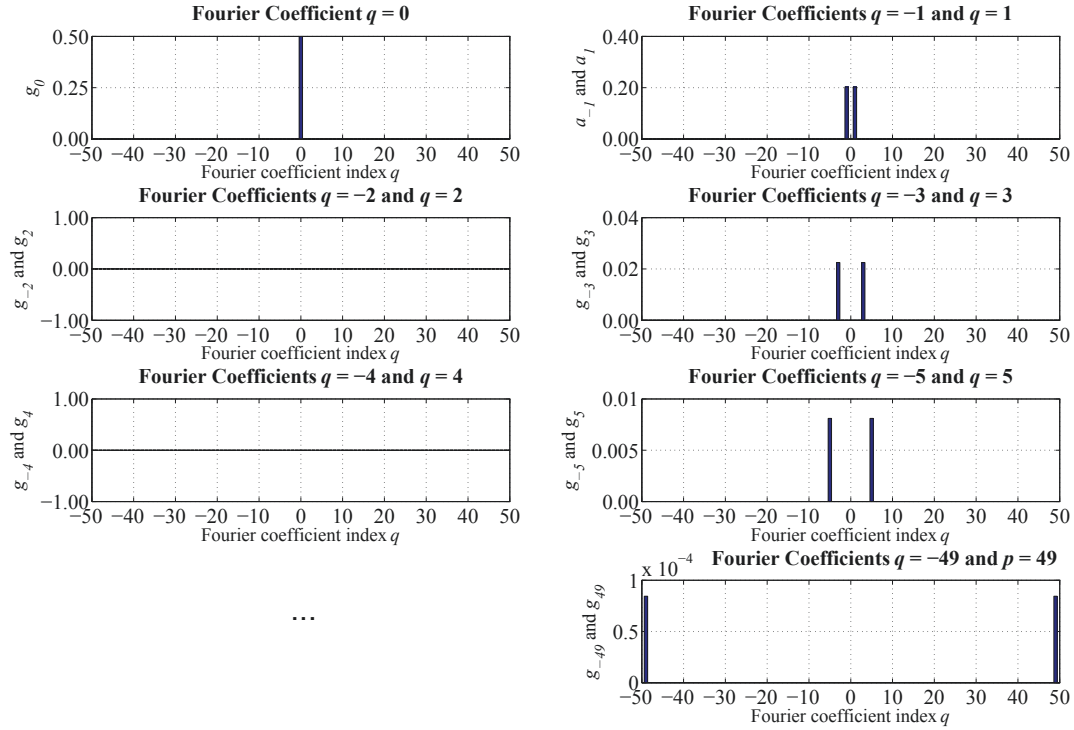 Fourier Coefficient q = 0
0.50
0.25
0.00
g0
−50 −40 −30 −20 −10 0 10 20 30 40 50
Fourier coefficient index q
Fourier Coefficients q = −1 and q = 1
0.40
0.20
0.00
a−1 and a1
−50 −40 −30 −20 −10 0 10 20 30 40 50
Fourier coefficient index q
Fourier Coefficients q = −2 and q = 2
1.00
0.00
−1.00
g−2 and g2
−50 −40 −30 −20 −10 0 10 20 30 40 50
Fourier coefficient index q
Fourier Coefficients q = −3 and q = 3
0.04
0.02
0.00
g−3 and g3
−50 −40 −30 −20 −10 0 10 20 30 40 50
Fourier coefficient index q
Fourier Coefficients q = −4 and q = 4
1.00
0.00
−1.00
g−4 and g4
−50 −40 −30 −20 −10 0 10 20 30 40 50
Fourier coefficient index q
Fourier Coefficients q = −5 and q = 5
0.01
0.005
0.00
g−5 and g5
−50 −40 −30 −20 −10 0 10 20 30 40 50
Fourier coefficient index q
...
Fourier Coefficients q = −49 and p = 49
x 10−4
1
0.5
0
g−49 and g49
−50 −40 −30 −20 −10 0 10 20 30 40 50
Fourier coefficient index q